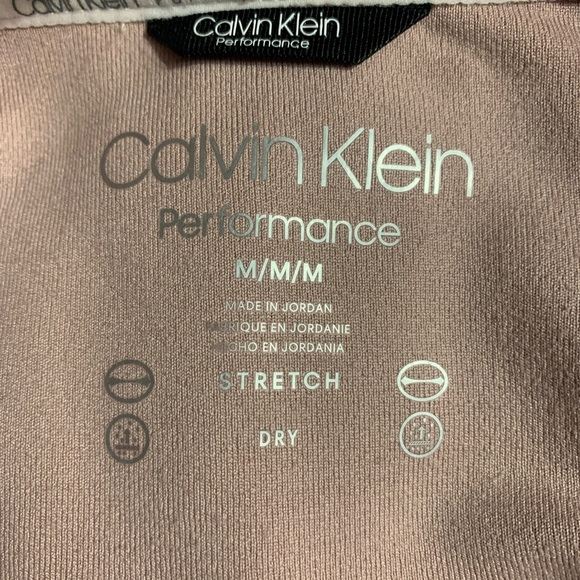 Calvin Klein
Calvin Klein
Performance
Calvin Klein
Performance
M/M/M
MADE IN JORDAN
FABRIQUE EN JORDANIE
HECHO EN JORDANIA
STRETCH
DRY